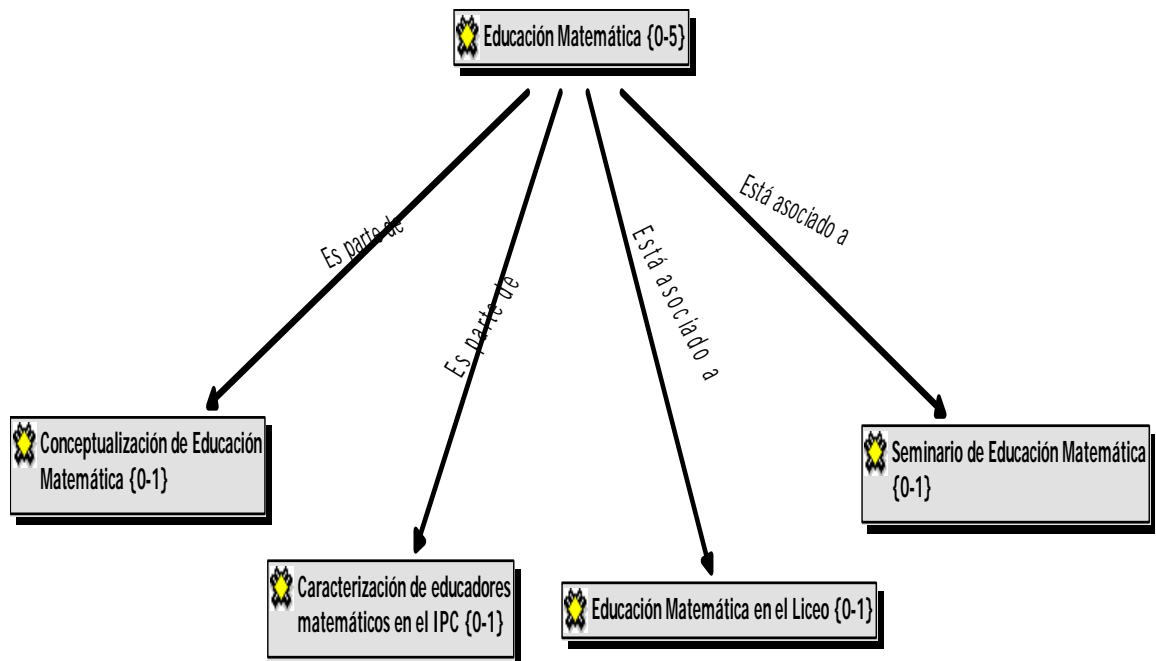 Educación Matemática {0-5}
Es parte de
Es parte de
Está asociado a
Está asociado a
Conceptualización de Educación
Matemática {0-1}
Caracterización de educadores
matemáticos en el IPC {0-1}
Educación Matemática en el Liceo {0-1}
Seminario de Educación Matemática
{0-1}